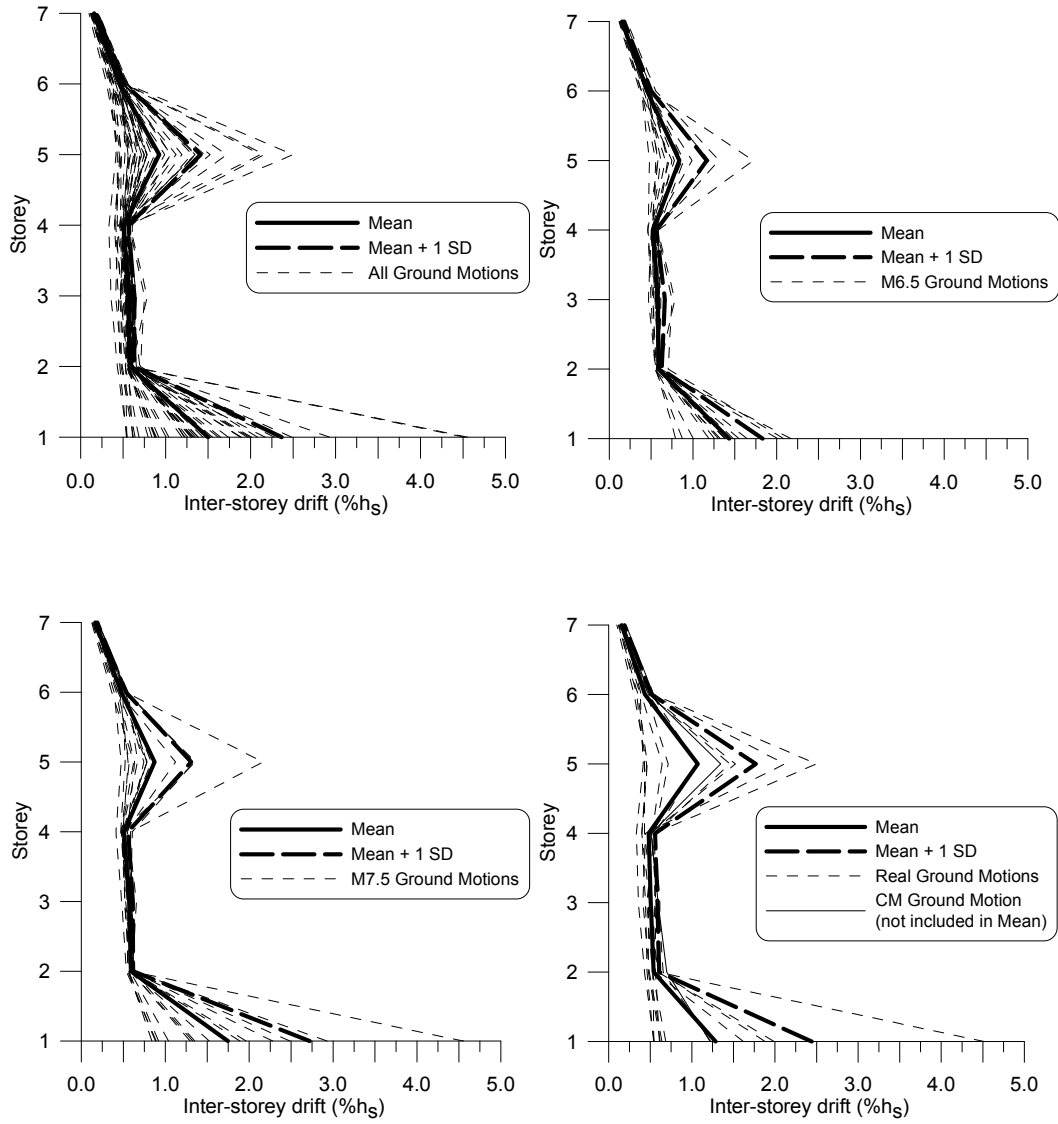 7
6
5
4
3
2
1
Storey
Mean
Mean + 1 SD
All Ground Motions
0.0 1.0 2.0 3.0 4.0 5.0
Inter-storey drift (%hs)
7
6
5
4
3
2
1
Storey
Mean
Mean + 1 SD
M6.5 Ground Motions
0.0 1.0 2.0 3.0 4.0 5.0
Inter-storey drift (%hs)
7
6
5
4
3
2
1
Storey
Mean
Mean + 1 SD
M7.5 Ground Motions
0.0 1.0 2.0 3.0 4.0 5.0
Inter-storey drift (%hs)
7
6
5
4
3
2
1
Storey
Mean
Mean + 1 SD
Real Ground Motions
CM Ground Motion
(not included in Mean)
0.0 1.0 2.0 3.0 4.0 5.0
Inter-storey drift (%hs)